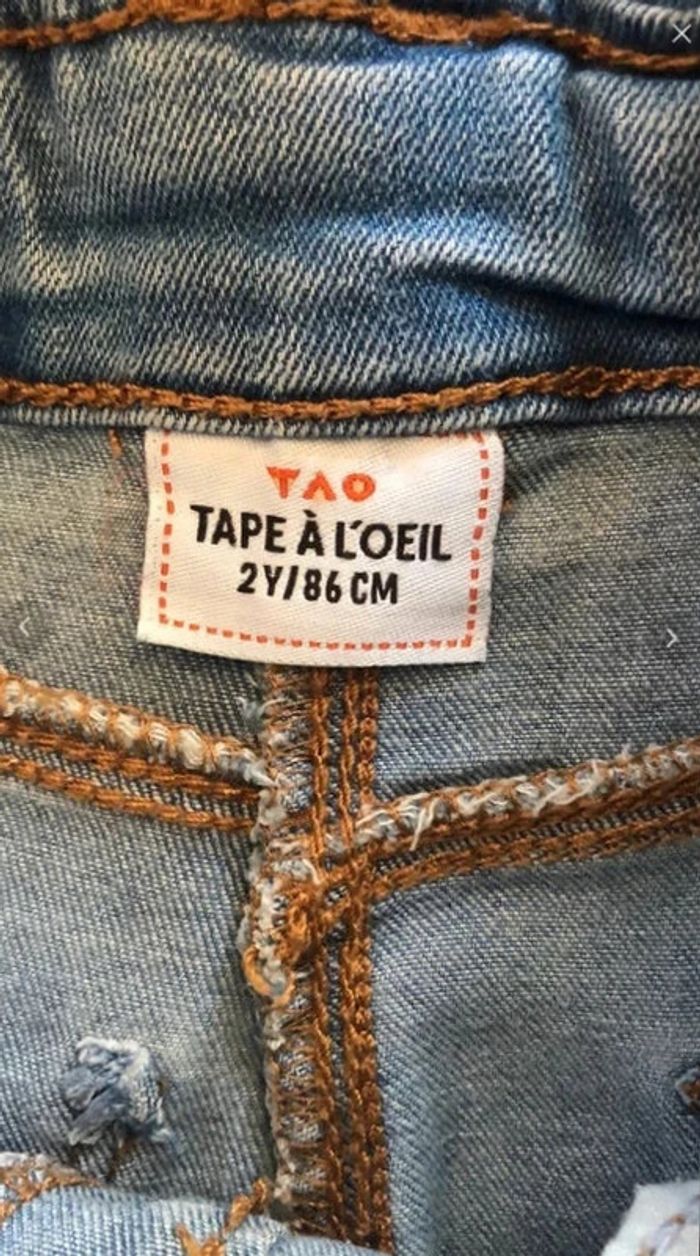 TAO
TAPE À L'OEIL
2Y/86 CM